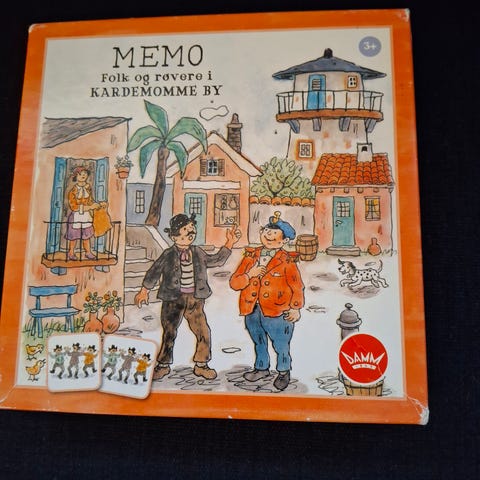 MEMO
Folk og røvere i
KARDEMOMME BY
3+
DAMM